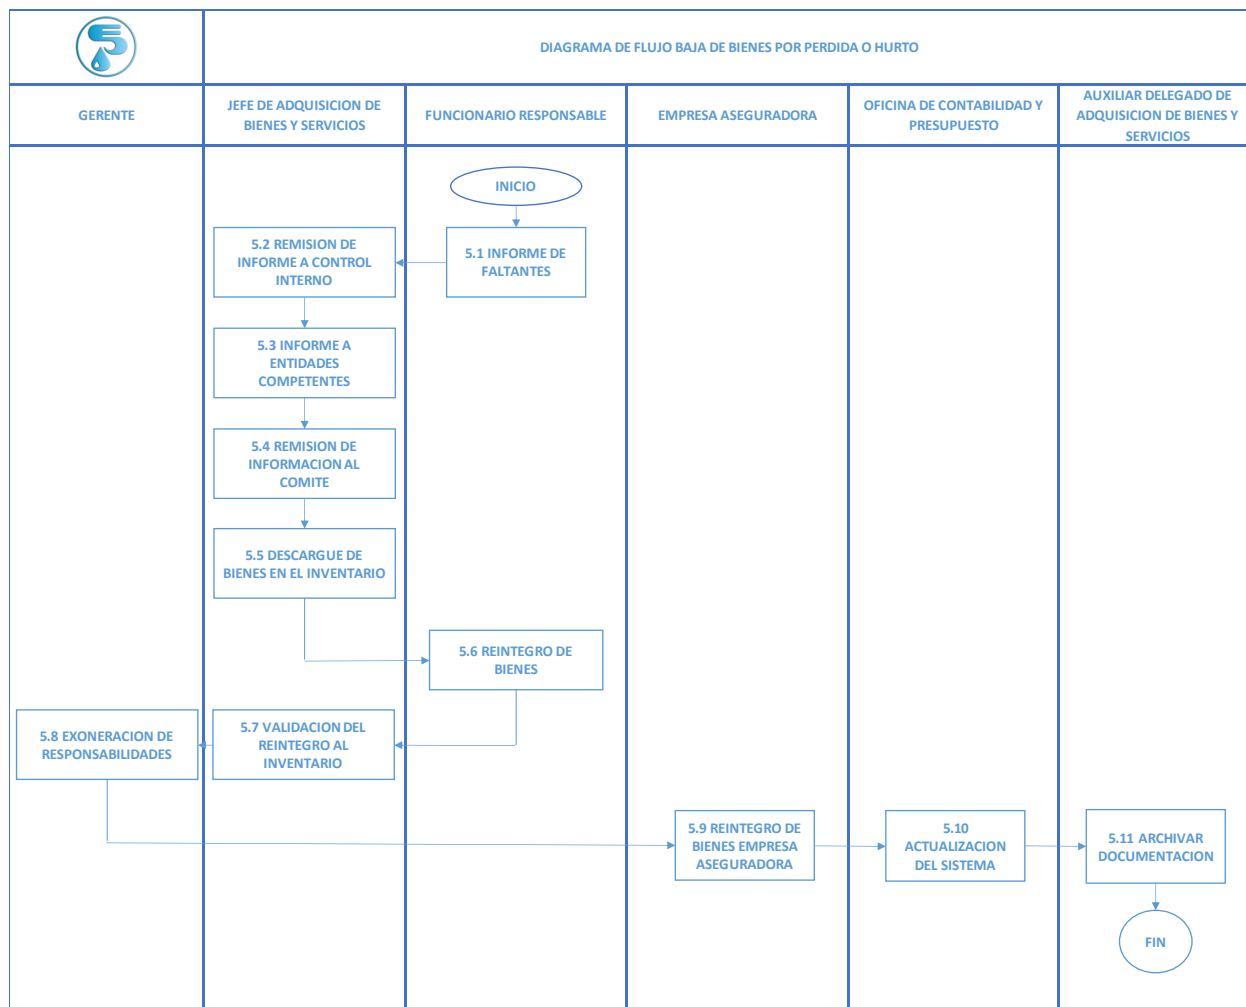 DIAGRAMA DE FLUJO BAJA DE BIENES POR PERDIDA O HURTO
GERENTE
JEFE DE ADQUISICION DE
BIENES Y SERVICIOS
FUNCIONARIO RESPONSABLE
EMPRESA ASEGURADORA
OFICINA DE CONTABILIDAD Y
PRESUPUESTO
AUXILIAR DELEGADO DE
ADQUISICION DE BIENES Y
SERVICIOS
INICIO
5.1 INFORME DE
FALTANTES
5.2 REMISION DE
INFORME A CONTROL
INTERNO
5.3 INFORME A
ENTIDADES
COMPETENTES
5.4 REMISION DE
INFORMACION AL
COMITE
5.5 DESCARGUE DE
BIENES EN EL INVENTARIO
5.6 REINTEGRO DE
BIENES
5.7 VALIDACION DEL
REINTEGRO AL
INVENTARIO
5.8 EXONERACION DE
RESPONSABILIDADES
5.9 REINTEGRO DE
BIENES EMPRESA
ASEGURADORA
5.10
ACTUALIZACION
DEL SISTEMA
5.11 ARCHIVAR
DOCUMENTACION
FIN